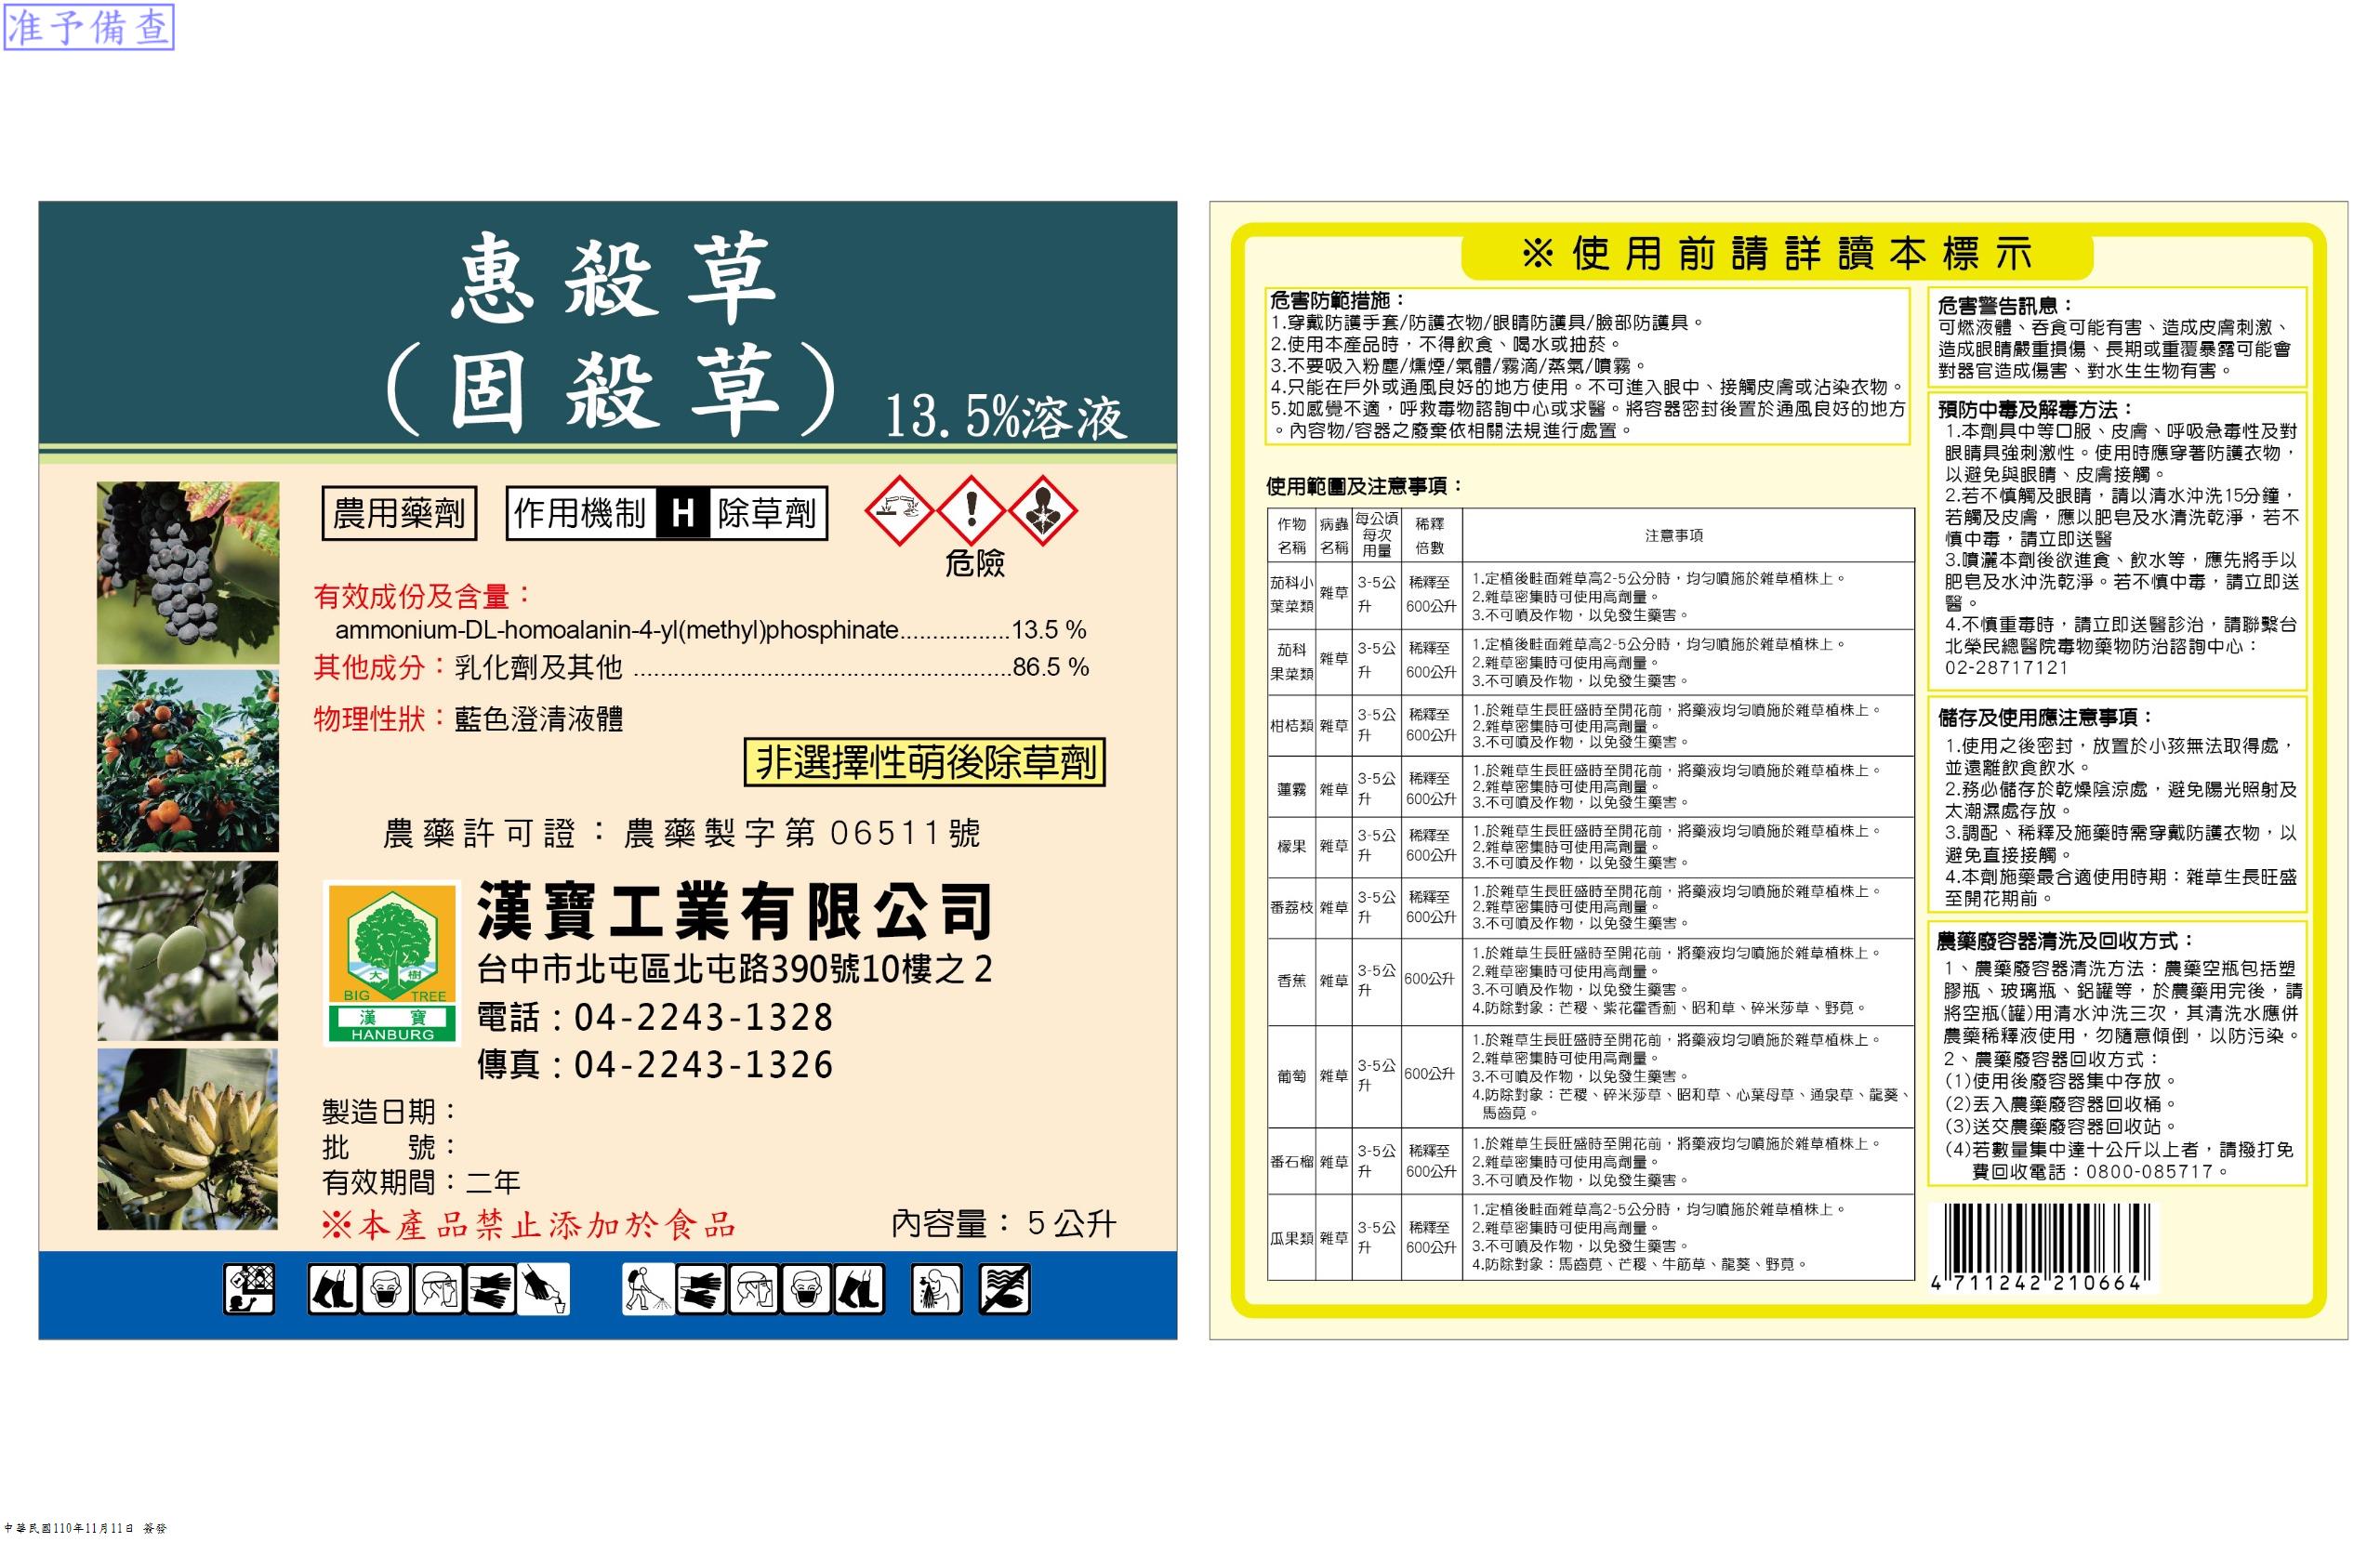 准予備查
惠殺草
(固殺草)
13.5%溶液
農用藥劑
作用機制 H 除草劑
危險
有效成份及含量：
ammonium-DL-homoalanin-4-yl(methyl)phosphinate.................13.5 %
其他成分：乳化劑及其他 .........................................................86.5 %
物理性狀：藍色澄清液體
非選擇性萌後除草劑
農藥許可證：農藥製字第 06511號
大樹
BIG TREE
漢寶
HANBURG
漢寶工業有限公司
台中市北屯區北屯路390號10樓之2
電話：04-2243-1328
傳真：04-2243-1326
製造日期：
批　　號：
有效期間：二年
※本產品禁止添加於食品
內容量：5公升
※使用前請詳讀本標示
危害防範措施：
1.穿戴防護手套/防護衣物/眼睛防護具/臉部防護具。
2.使用本產品時，不得飲食、喝水或抽菸。
3.不要吸入粉塵/燻煙/氣體/霧滴/蒸氣/噴霧。
4.只能在戶外或通風良好的地方使用。不可進入眼中、接觸皮膚或沾染衣物。
5.如感覺不適，呼救毒物諮詢中心或求醫。將容器密封後置於通風良好的地方
。內容物/容器之廢棄依相關法規進行處置。
使用範圍及注意事項：
作物名稱 病蟲名稱 每公頃每次用量 稀釋倍數 注意事項
茄科小葉菜類 雜草 3-5公升 稀釋至600公升
1.定植後畦面雜草高2-5公分時，均勻噴施於雜草植株上。
2.雜草密集時可使用高劑量。
3.不可噴及作物，以免發生藥害。
茄科果菜類 雜草 3-5公升 稀釋至600公升
1.定植後畦面雜草高2-5公分時，均勻噴施於雜草植株上。
2.雜草密集時可使用高劑量。
3.不可噴及作物，以免發生藥害。
柑桔類 雜草 3-5公升 稀釋至600公升
1.於雜草生長旺盛時至開花前，將藥液均勻噴施於雜草植株上。
2.雜草密集時可使用高劑量。
3.不可噴及作物，以免發生藥害。
蓮霧 雜草 3-5公升 稀釋至600公升
1.於雜草生長旺盛時至開花前，將藥液均勻噴施於雜草植株上。
2.雜草密集時可使用高劑量。
3.不可噴及作物，以免發生藥害。
檬果 雜草 3-5公升 稀釋至600公升
1.於雜草生長旺盛時至開花前，將藥液均勻噴施於雜草植株上。
2.雜草密集時可使用高劑量。
3.不可噴及作物，以免發生藥害。
番荔枝 雜草 3-5公升 稀釋至600公升
1.於雜草生長旺盛時至開花前，將藥液均勻噴施於雜草植株上。
2.雜草密集時可使用高劑量。
3.不可噴及作物，以免發生藥害。
香蕉 雜草 3-5公升 600公升
1.於雜草生長旺盛時至開花前，將藥液均勻噴施於雜草植株上。
2.雜草密集時可使用高劑量。
3.不可噴及作物，以免發生藥害。
4.防除對象：芒稷、紫花霍香薊、昭和草、碎米莎草、野莧。
葡萄 雜草 3-5公升 600公升
1.於雜草生長旺盛時至開花前，將藥液均勻噴施於雜草植株上。
2.雜草密集時可使用高劑量。
3.不可噴及作物，以免發生藥害。
4.防除對象：芒稷、碎米莎草、昭和草、心葉母草、通泉草、龍葵、
馬齒莧。
番石榴 雜草 3-5公升 稀釋至600公升
1.於雜草生長旺盛時至開花前，將藥液均勻噴施於雜草植株上。
2.雜草密集時可使用高劑量。
3.不可噴及作物，以免發生藥害。
瓜果類 雜草 3-5公升 稀釋至600公升
1.定植後畦面雜草高2-5公分時，均勻噴施於雜草植株上。
2.雜草密集時可使用高劑量。
3.不可噴及作物，以免發生藥害。
4.防除對象：馬齒莧、芒稷、牛筋草、龍葵、野莧。
危害警告訊息：
可燃液體、吞食可能有害、造成皮膚刺激、
造成眼睛嚴重損傷、長期或重覆暴露可能會
對器官造成傷害、對水生生物有害。
預防中毒及解毒方法：
1.本劑具中等口服、皮膚、呼吸急毒性及對
眼睛具強刺激性。使用時應穿著防護衣物，
以避免與眼睛、皮膚接觸。
2.若不慎觸及眼睛，請以清水沖洗15分鐘，
若觸及皮膚，應以肥皂及水清洗乾淨，若不
慎中毒，請立即送醫
3.噴灑本劑後欲進食、飲水等，應先將手以
肥皂及水沖洗乾淨。若不慎中毒，請立即送
醫。
4.不慎重毒時，請立即送醫診治，請聯繫台
北榮民總醫院毒物藥物防治諮詢中心：
02-28717121
儲存及使用應注意事項：
1.使用之後密封，放置於小孩無法取得處，
並遠離飲食飲水。
2.務必儲存於乾燥陰涼處，避免陽光照射及
太潮濕處存放。
3.調配、稀釋及施藥時需穿戴防護衣物，以
避免直接接觸。
4.本劑施藥最合適使用時期：雜草生長旺盛
至開花期前。
農藥廢容器清洗及回收方式：
1、農藥廢容器清洗方法：農藥空瓶包括塑
膠瓶、玻璃瓶、鋁罐等，於農藥用完後，請
將空瓶(罐)用清水沖洗三次，其清洗水應併
農藥稀釋液使用，勿隨意傾倒，以防污染。
2、農藥廢容器回收方式：
(1)使用後廢容器集中存放。
(2)丟入農藥廢容器回收桶。
(3)送交農藥廢容器回收站。
(4)若數量集中達十公斤以上者，請撥打免
費回收電話：0800-085717。
4 711242 210664
中華民國110年11月11日 簽發